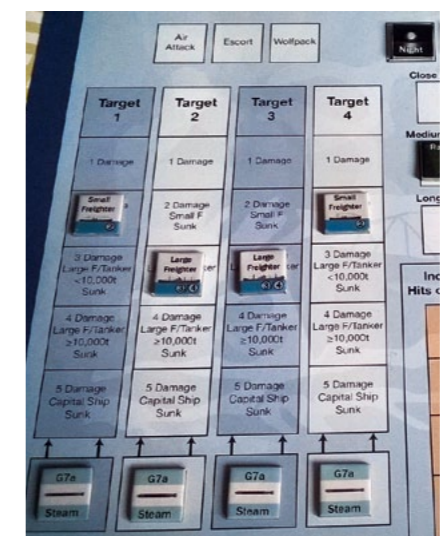 Air
Attack
Escort
Wolfpack
Night
Close
Target
1
Target
2
Target
3
Target
4
1 Damage
1 Damage
1 Damage
1 Damage
Small
Freighter
2 Damage
Small F
Sunk
2 Damage
Small F
Sunk
Small
Freighter
3 Damage
Large F/Tanker
<10,000t
Sunk
Large
Freighter
Large
Freighter
3 Damage
Large F/Tanker
<10,000t
Sunk
4 Damage
Large F/Tanker
≥10,000t
Sunk
4 Damage
Large F/Tanker
≥10,000t
Sunk
4 Damage
Large F/Tanker
≥10,000t
Sunk
4 Damage
Large F/Tanker
≥10,000t
Sunk
5 Damage
Capital Ship
Sunk
5 Damage
Capital Ship
Sunk
5 Damage
Capital Ship
Sunk
5 Damage
Capital Ship
Sunk
G7a
Steam
G7a
Steam
G7a
Steam
G7a
Steam